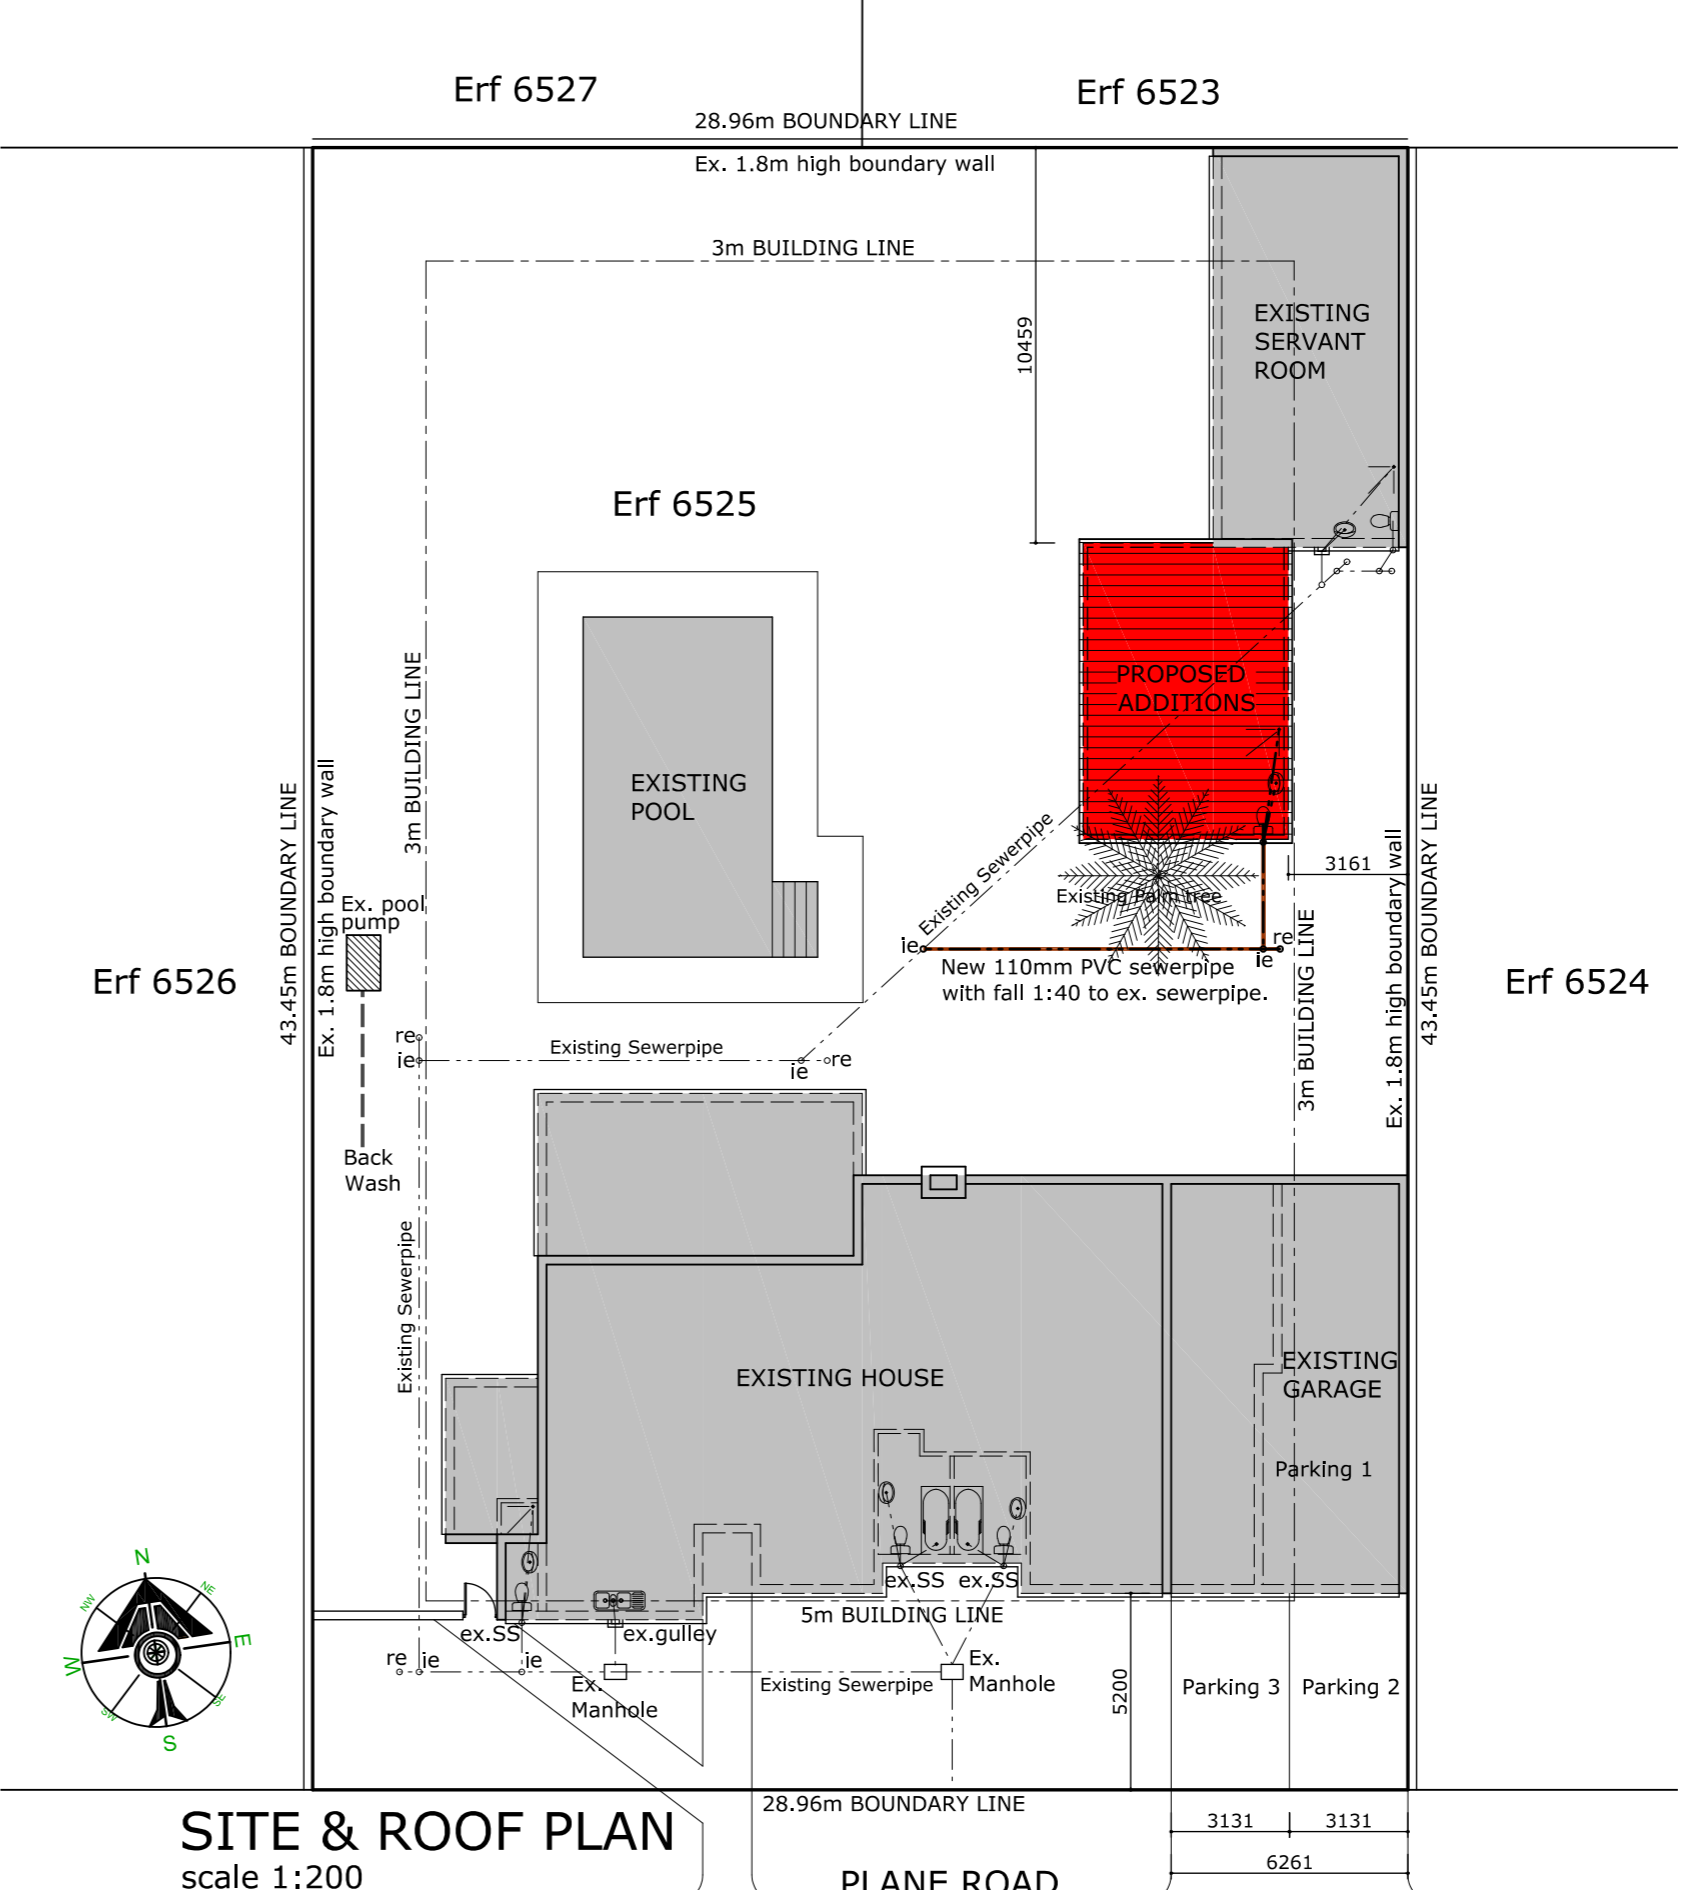 Erf 6527
Erf 6523
28.96m BOUNDARY LINE
Ex. 1.8m high boundary wall
3m BUILDING LINE
10459
EXISTING
SERVANT
ROOM
Erf 6525
PROPOSED
ADDITIONS
3m BUILDING LINE
EXISTING
POOL
43.45m BOUNDARY LINE
Ex. 1.8m high boundary wall
Ex. pool
pump
Existing Sewerpipe
Existing Palm tree
3161
Ex. 1.8m high boundary wall
43.45m BOUNDARY LINE
3m BUILDING LINE
ie
re
ie
New 110mm PVC sewerpipe
with fall 1:40 to ex. sewerpipe.
Erf 6526
Erf 6524
re
ie
Existing Sewerpipe
ie
re
Back
Wash
Existing Sewerpipe
EXISTING HOUSE
EXISTING
GARAGE
Parking 1
ex.SS
ex.SS
5m BUILDING LINE
ex.SS
ex.gulley
re
ie
ie
Ex.
Manhole
Existing Sewerpipe
Ex.
Manhole
5200
Parking 3
Parking 2
N
NE
E
SE
S
SW
W
NW
28.96m BOUNDARY LINE
SITE & ROOF PLAN
scale 1:200
3131
3131
6261
PLANE ROAD